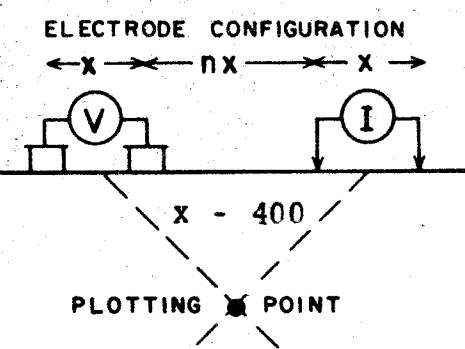 ELECTRODE CONFIGURATION
x nx x
V I
x - 400
PLOTTING POINT